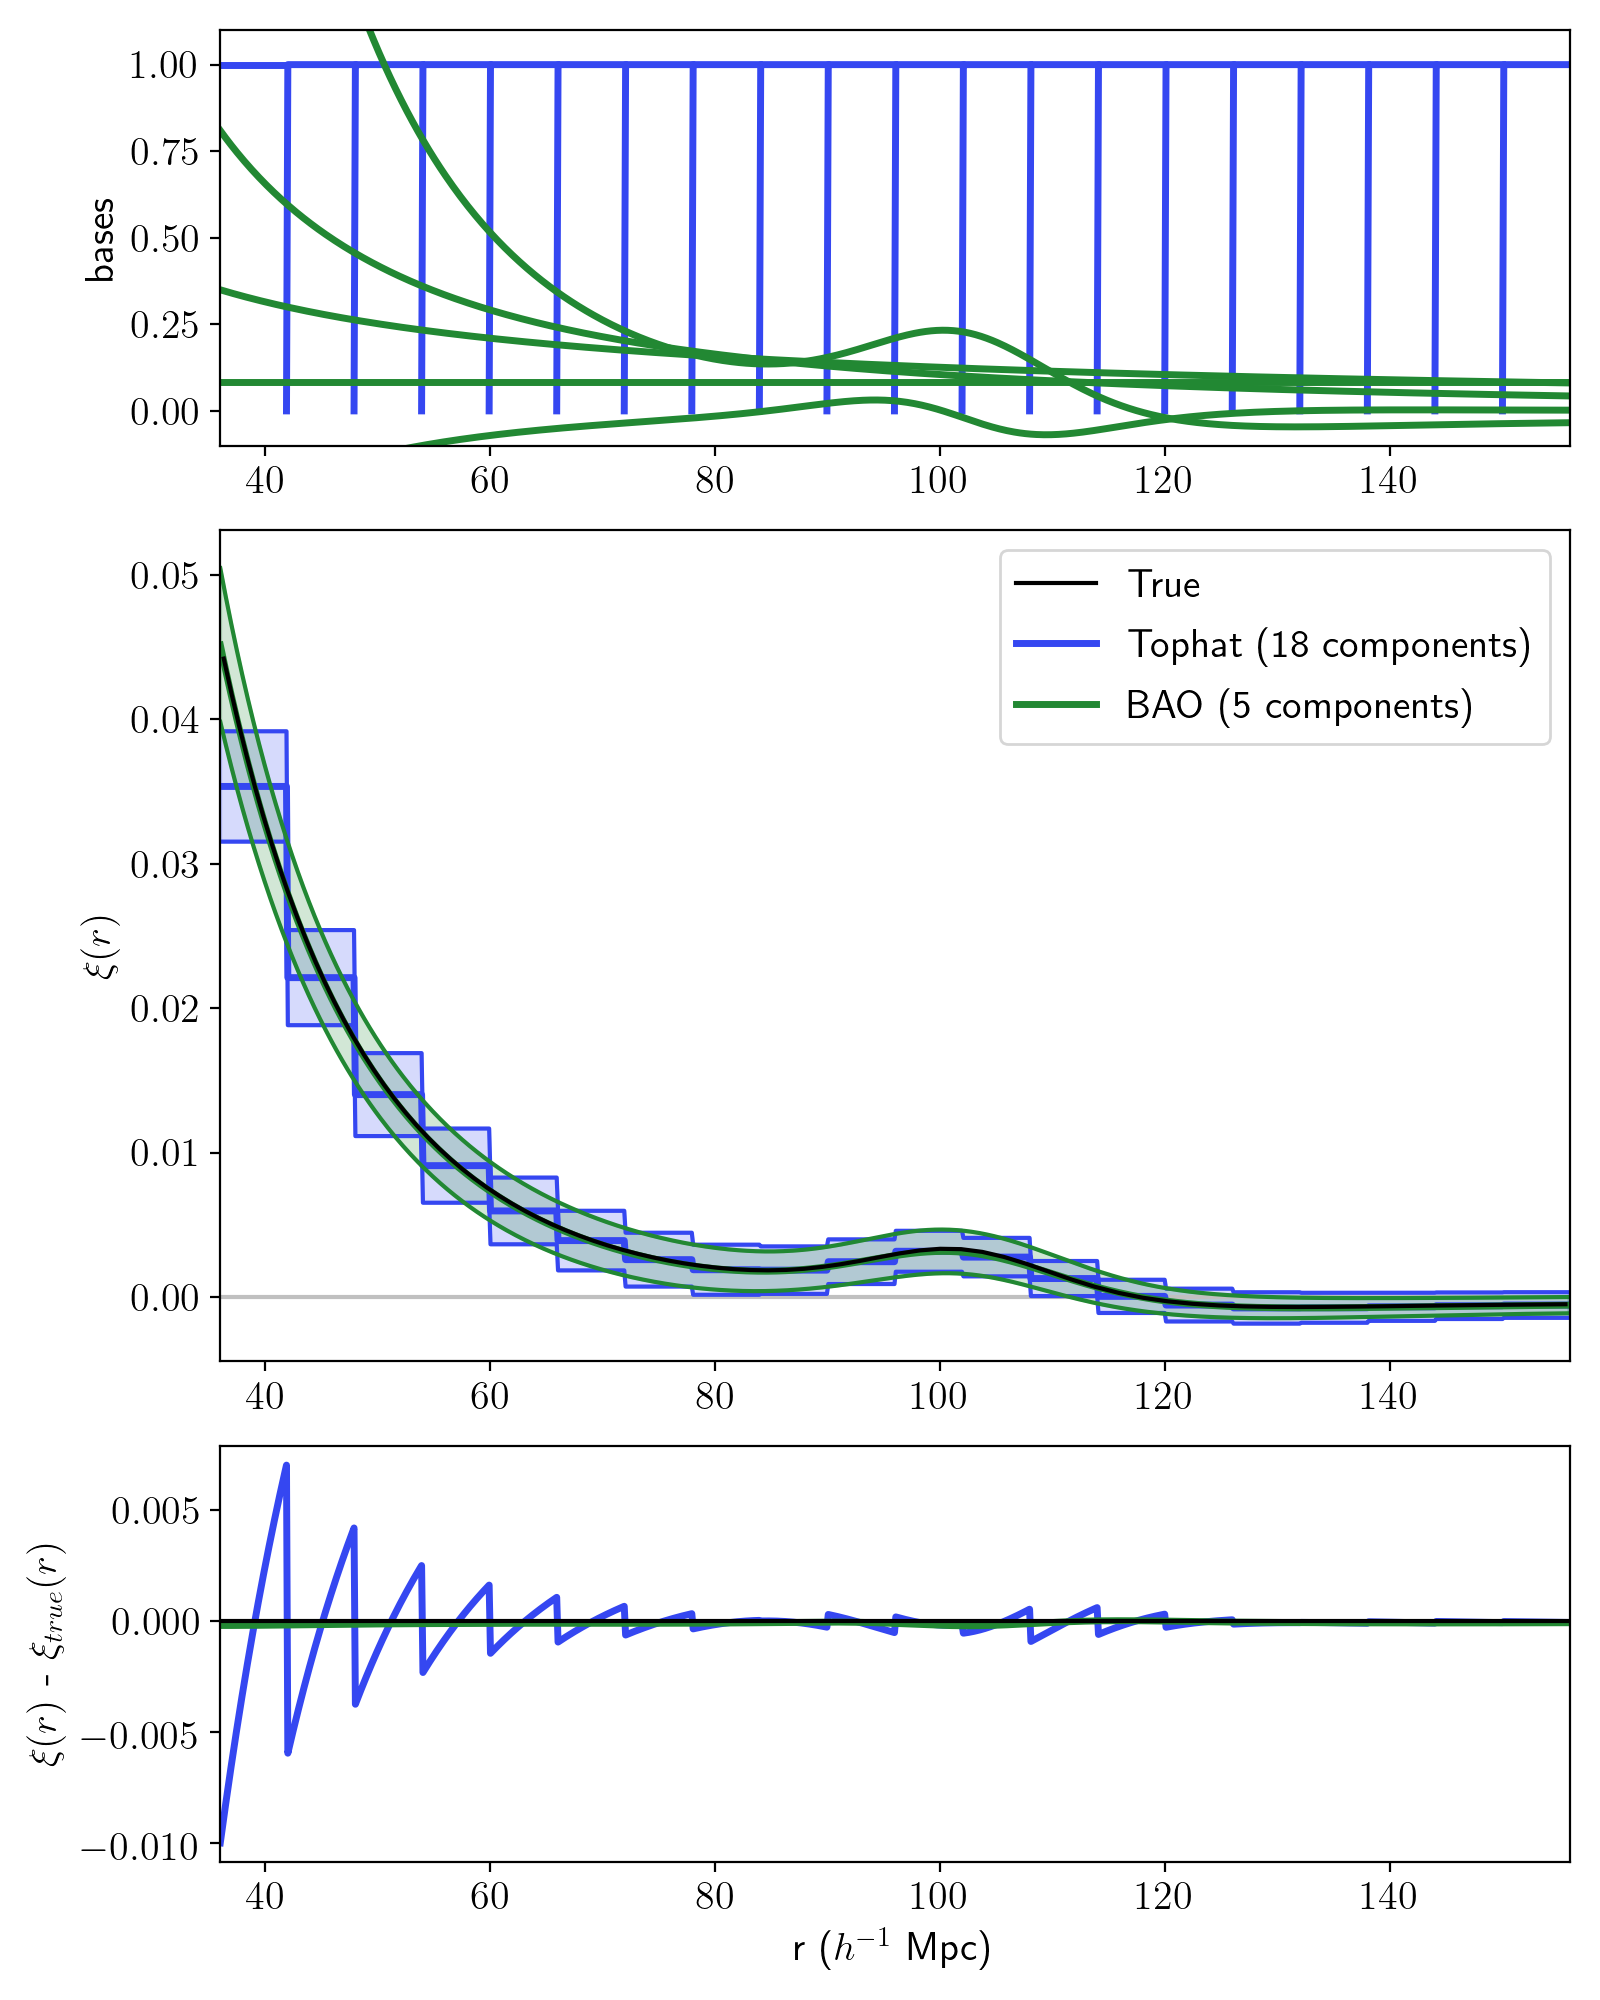 1.00
0.75
0.50
0.25
0.00
bases
40 60 80 100 120 140
0.05
0.04
0.03
0.02
0.01
0.00
ξ(r)
True
Tophat (18 components)
BAO (5 components)
40 60 80 100 120 140
0.005
0.000
−0.005
−0.010
ξ(r) - ξ_{true}(r)
40 60 80 100 120 140
r (h⁻¹ Mpc)